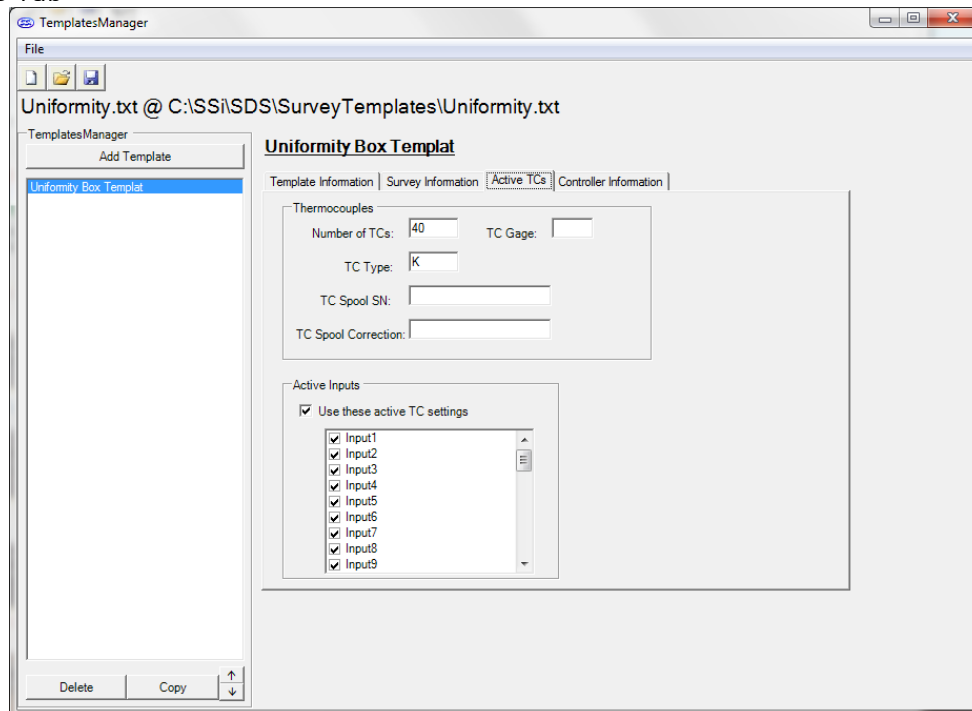 TemplatesManager
File
Uniformity.txt @ C:\SSi\SDS\SurveyTemplates\Uniformity.txt
TemplatesManager
Add Template
Uniformity Box Templat
Delete
Copy
Uniformity Box Templat
Template Information
Survey Information
Active TCs
Controller Information
Thermocouples
Number of TCs: 40
TC Gage:
TC Type: K
TC Spool SN:
TC Spool Correction:
Active Inputs
Use these active TC settings
Input1
Input2
Input3
Input4
Input5
Input6
Input7
Input8
Input9